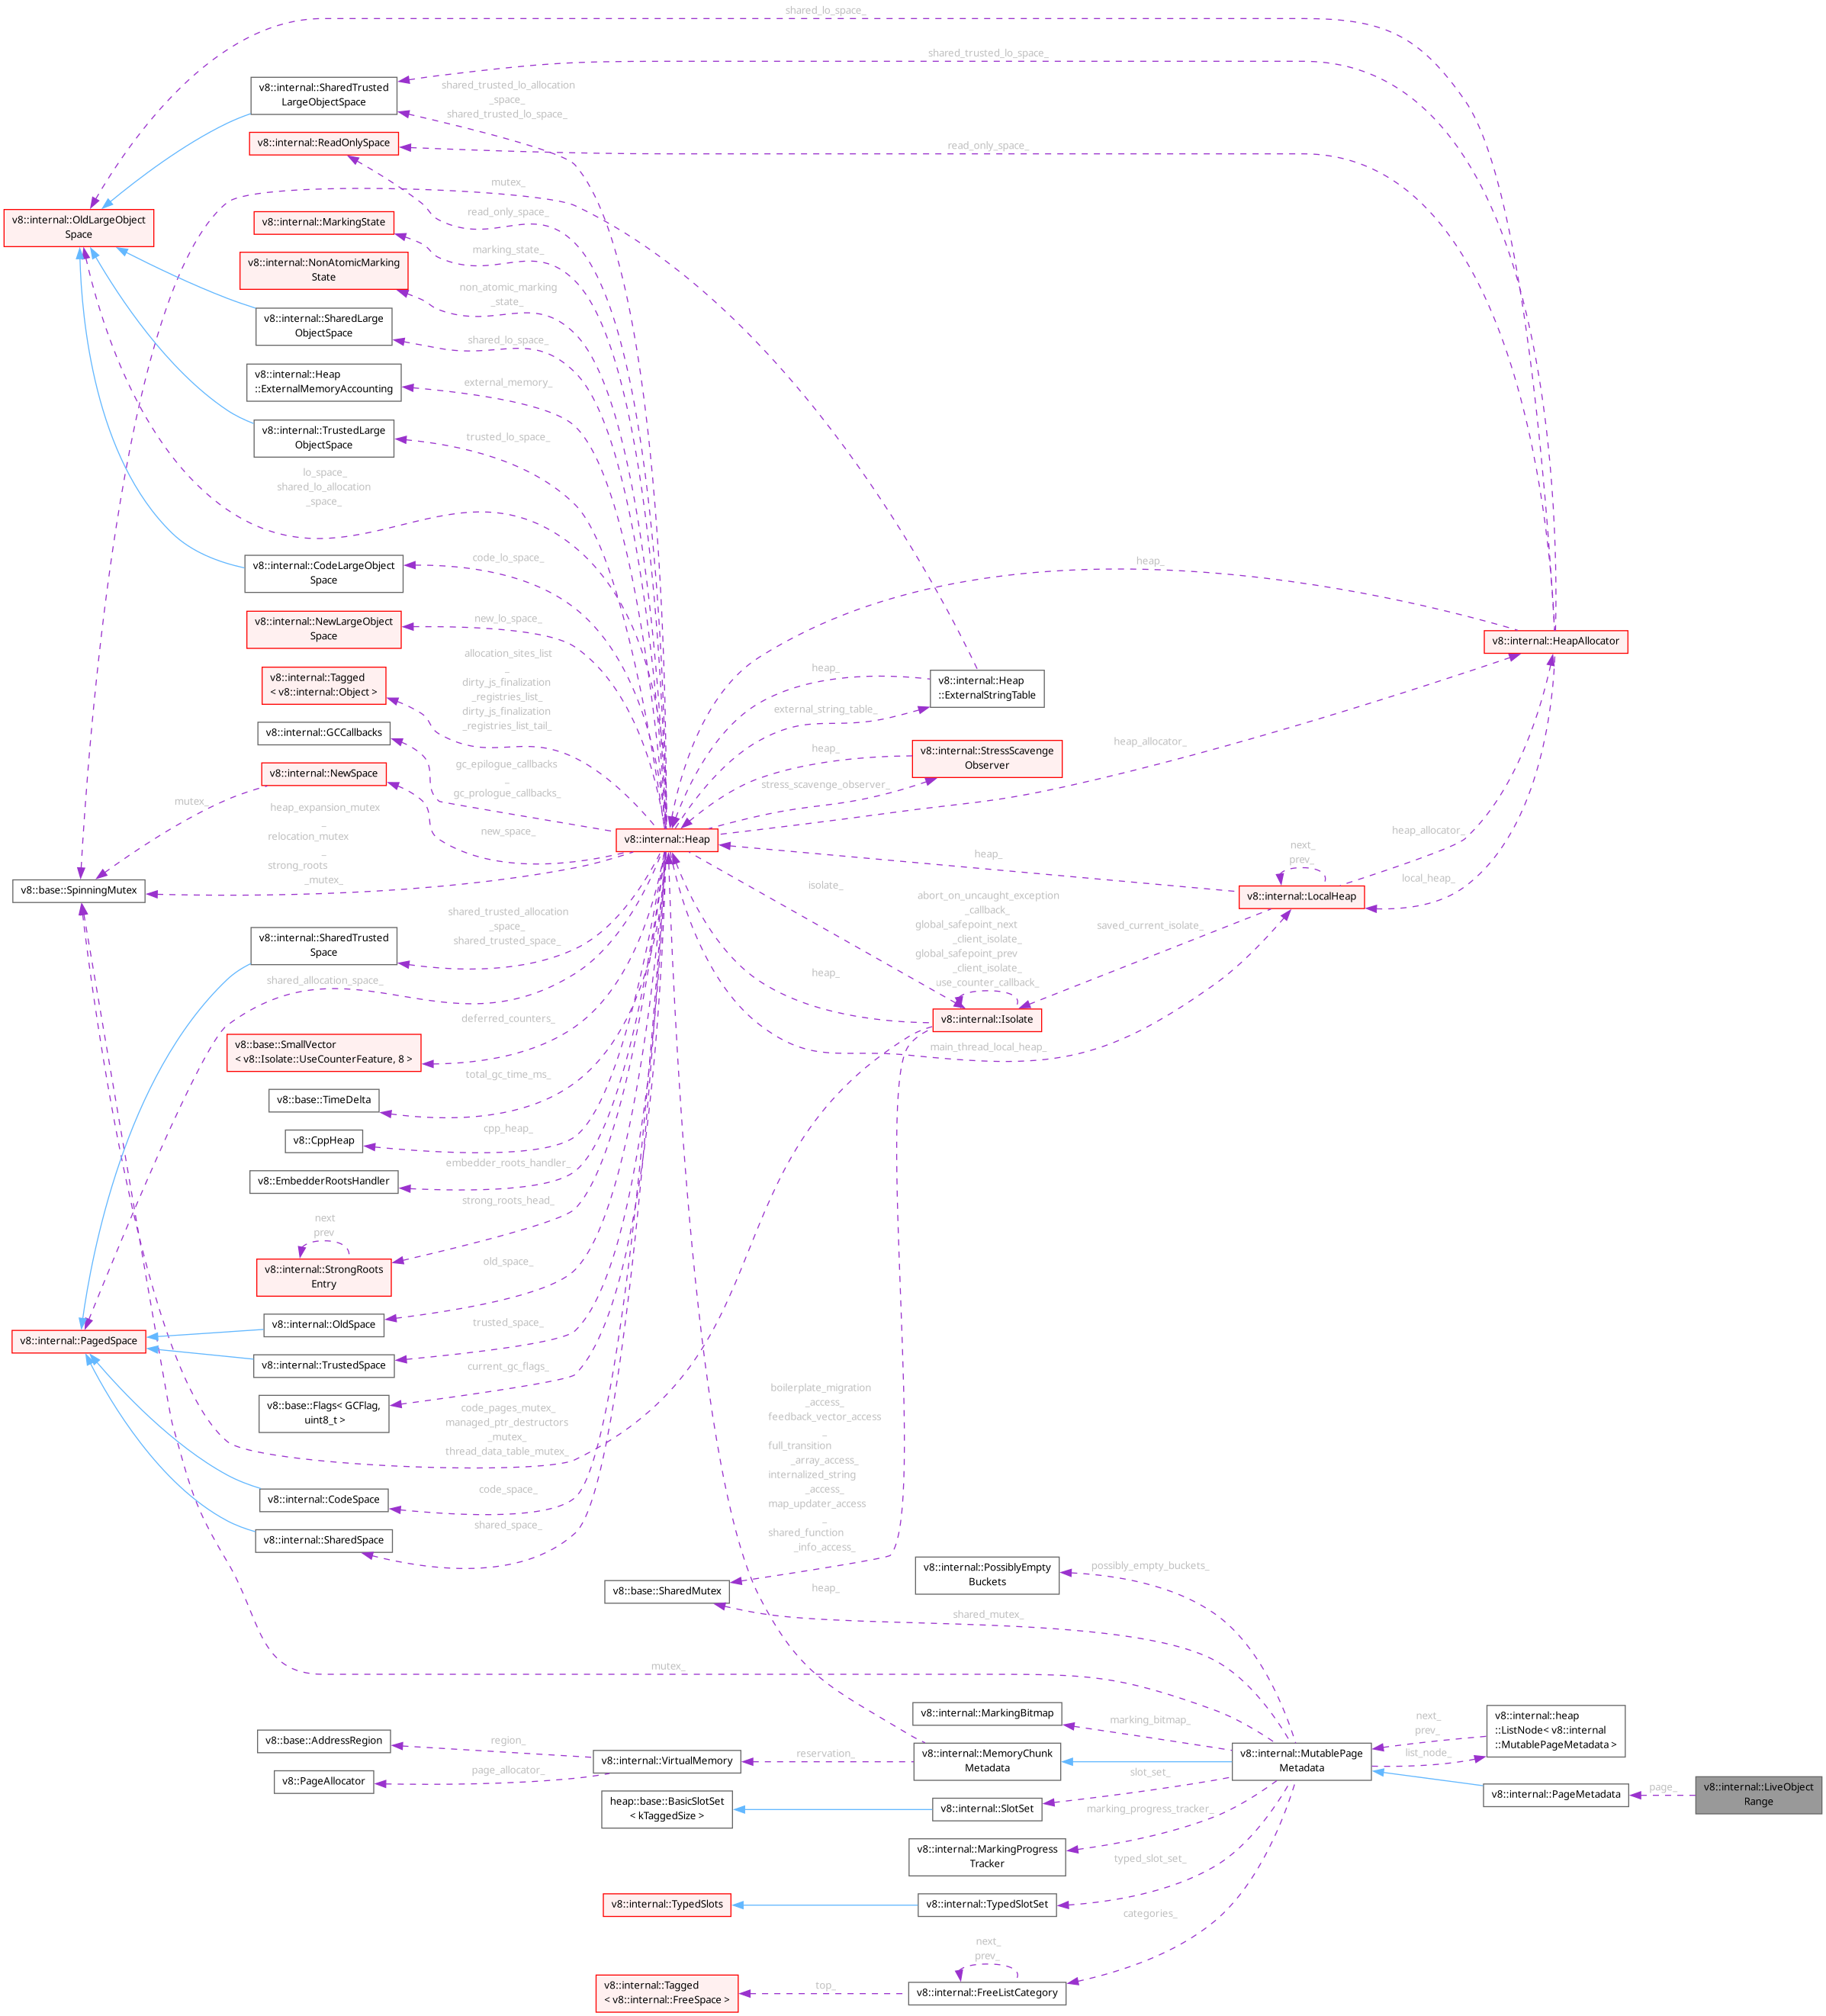 shared_lo_space_
shared_trusted_lo_space_
v8::internal::SharedTrusted
LargeObjectSpace
shared_trusted_lo_allocation
_space_
shared_trusted_lo_space_
v8::internal::ReadOnlySpace
read_only_space_
mutex_
v8::internal::OldLargeObject
Space
v8::internal::MarkingState
read_only_space_
marking_state_
v8::internal::NonAtomicMarking
State
non_atomic_marking
_state_
v8::internal::SharedLarge
ObjectSpace
shared_lo_space_
v8::internal::Heap
::ExternalMemoryAccounting
external_memory_
v8::internal::TrustedLarge
ObjectSpace
trusted_lo_space_
lo_space_
shared_lo_allocation
_space_
v8::internal::CodeLargeObject
Space
code_lo_space_
heap_
v8::internal::NewLargeObject
Space
new_lo_space_
v8::internal::HeapAllocator
v8::internal::Tagged
< v8::internal::Object >
allocation_sites_list
_
dirty_js_finalization
_registries_list_
dirty_js_finalization
_registries_list_tail_
heap_
v8::internal::Heap
::ExternalStringTable
external_string_table_
v8::internal::GCCallbacks
gc_epilogue_callbacks
_
gc_prologue_callbacks_
heap_
v8::internal::StressScavenge
Observer
stress_scavenge_observer_
heap_allocator_
v8::internal::NewSpace
mutex_
heap_expansion_mutex
_
relocation_mutex
_
strong_roots
_mutex_
new_space_
v8::internal::Heap
heap_allocator_
v8::base::SpinningMutex
heap_
next_
prev_
v8::internal::LocalHeap
local_heap_
isolate_
abort_on_uncaught_exception
_callback_
global_safepoint_next
_client_isolate_
global_safepoint_prev
_client_isolate_
use_counter_callback_
saved_current_isolate_
v8::internal::SharedTrusted
Space
shared_trusted_allocation
_space_
shared_trusted_space_
shared_allocation_space_
heap_
v8::internal::Isolate
main_thread_local_heap_
v8::base::SmallVector
< v8::Isolate::UseCounterFeature, 8 >
deferred_counters_
v8::base::TimeDelta
total_gc_time_ms_
v8::CppHeap
cpp_heap_
v8::EmbedderRootsHandler
embedder_roots_handler_
next
prev
v8::internal::StrongRoots
Entry
strong_roots_head_
v8::internal::PagedSpace
v8::internal::OldSpace
old_space_
v8::internal::TrustedSpace
trusted_space_
v8::base::Flags< GCFlag,
uint8_t >
current_gc_flags_
code_pages_mutex_
managed_ptr_destructors
_mutex_
thread_data_table_mutex_
v8::internal::CodeSpace
code_space_
v8::internal::SharedSpace
shared_space_
boilerplate_migration
_access_
feedback_vector_access
_
full_transition
_array_access_
internalized_string
_access_
map_updater_access
_
shared_function
_info_access_
v8::base::SharedMutex
heap_
v8::internal::PossiblyEmpty
Buckets
possibly_empty_buckets_
shared_mutex_
mutex_
v8::internal::MarkingBitmap
marking_bitmap_
v8::base::AddressRegion
region_
v8::PageAllocator
page_allocator_
v8::internal::VirtualMemory
reservation_
v8::internal::MemoryChunk
Metadata
v8::internal::MutablePage
Metadata
next_
prev_
list_node_
v8::internal::heap
::ListNode< v8::internal
::MutablePageMetadata >
v8::internal::PageMetadata
page_
v8::internal::LiveObject
Range
heap::base::BasicSlotSet
< kTaggedSize >
v8::internal::SlotSet
slot_set_
marking_progress_tracker_
v8::internal::MarkingProgress
Tracker
typed_slot_set_
v8::internal::TypedSlots
v8::internal::TypedSlotSet
categories_
next_
prev_
v8::internal::Tagged
< v8::internal::FreeSpace >
top_
v8::internal::FreeListCategory